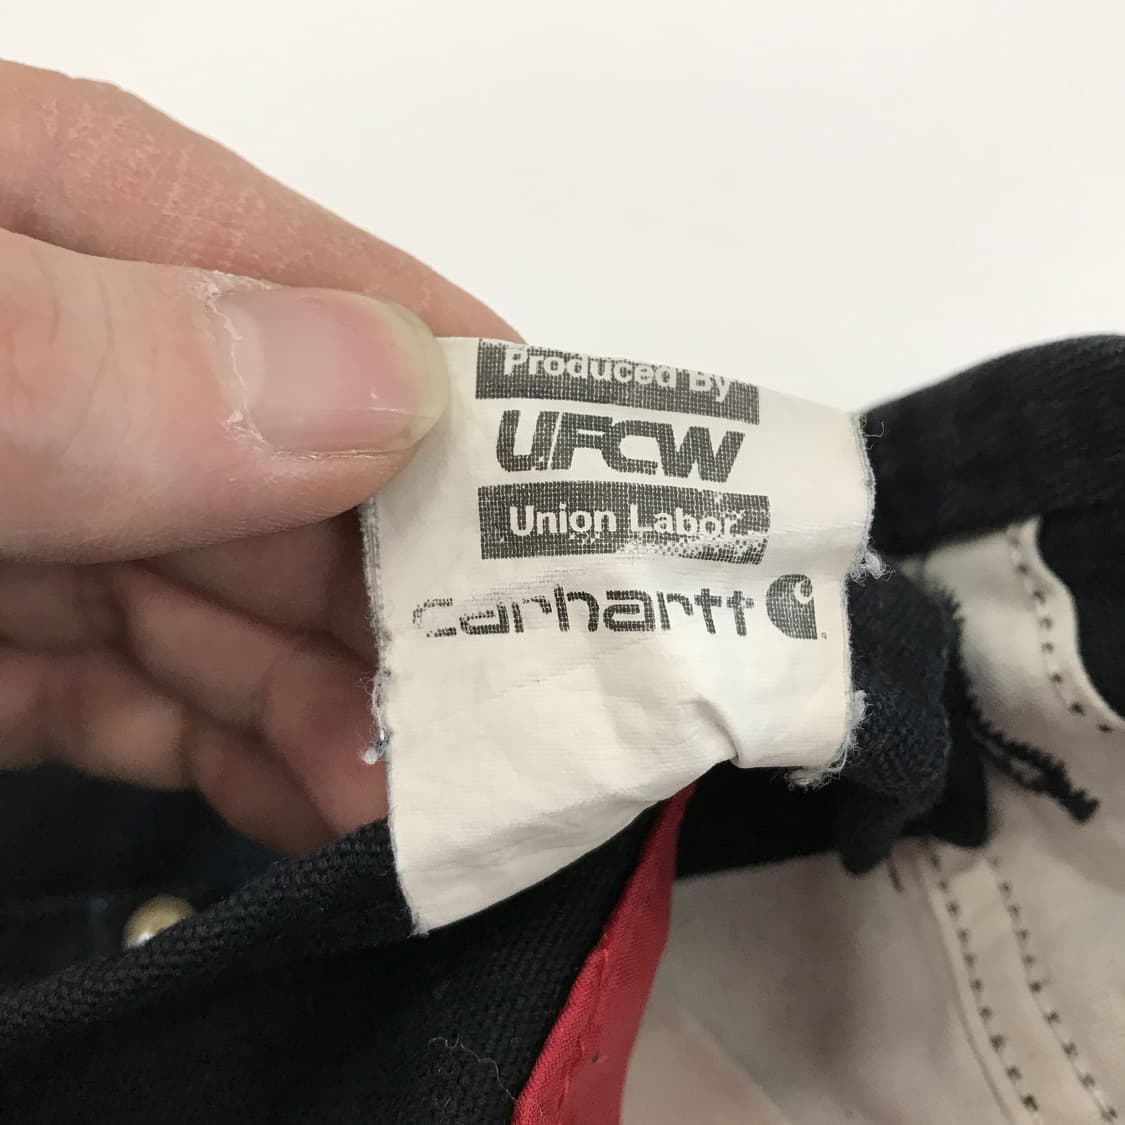 Produced By
UFCW
Union Labor
carhartt